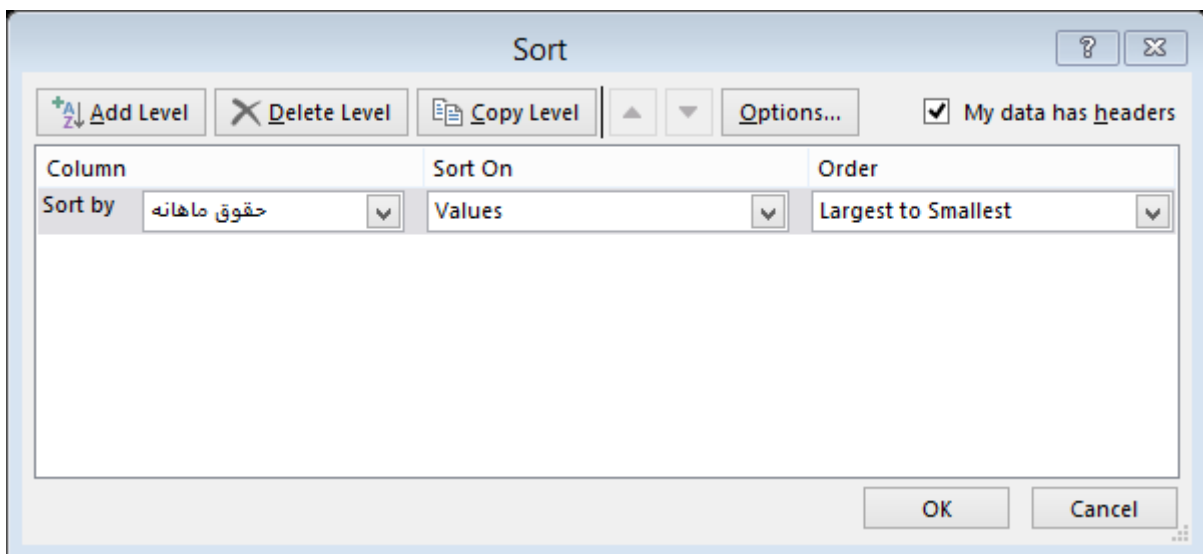 Sort
Add Level Delete Level Copy Level Options... My data has headers
Column Sort On Order
Sort by حقوق ماهانه Values Largest to Smallest
OK Cancel